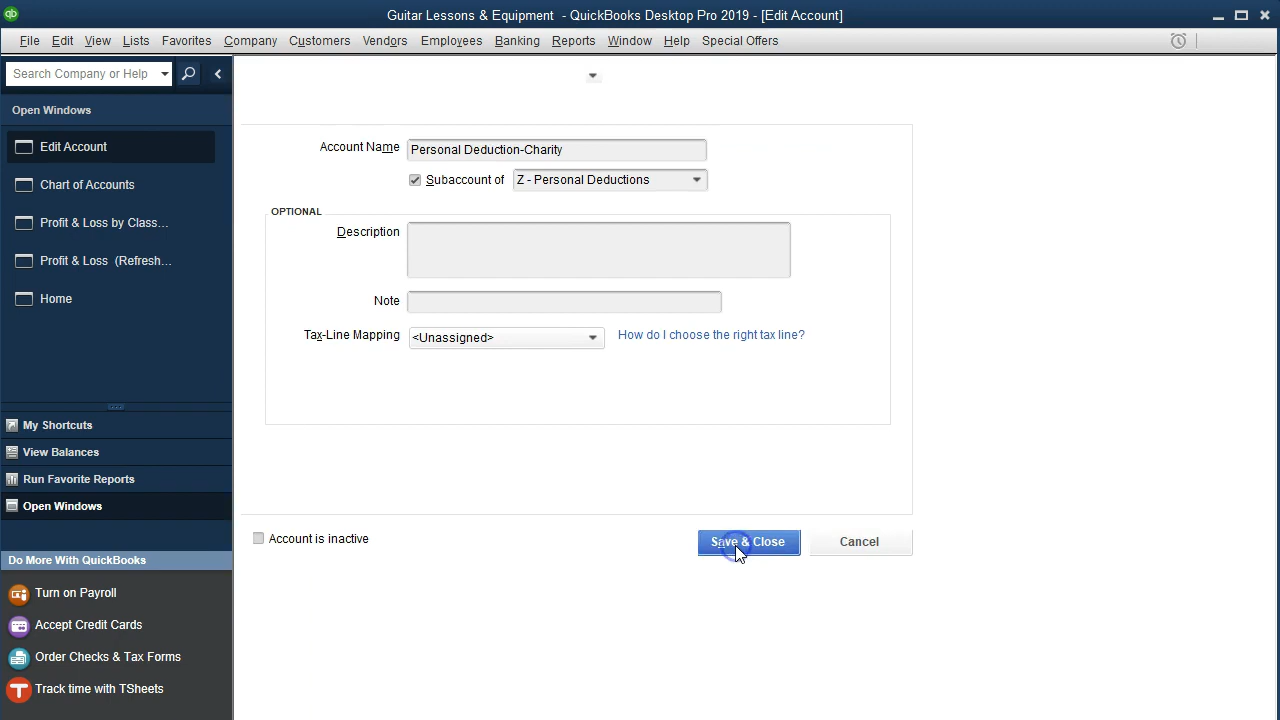 qb Guitar Lessons & Equipment - QuickBooks Desktop Pro 2019 - [Edit Account]
File Edit View Lists Favorites Company Customers Vendors Employees Banking Reports Window Help Special Offers
Search Company or Help
Open Windows
Edit Account
Chart of Accounts
Profit & Loss by Class...
Profit & Loss (Refresh...
Home
My Shortcuts
View Balances
Run Favorite Reports
Open Windows
Do More With QuickBooks
Turn on Payroll
Accept Credit Cards
Order Checks & Tax Forms
T Track time with TSheets
Account Name Personal Deduction-Charity
Subaccount of Z - Personal Deductions
OPTIONAL
Description
Note
Tax-Line Mapping <Unassigned> How do I choose the right tax line?
Account is inactive Save & Close Cancel